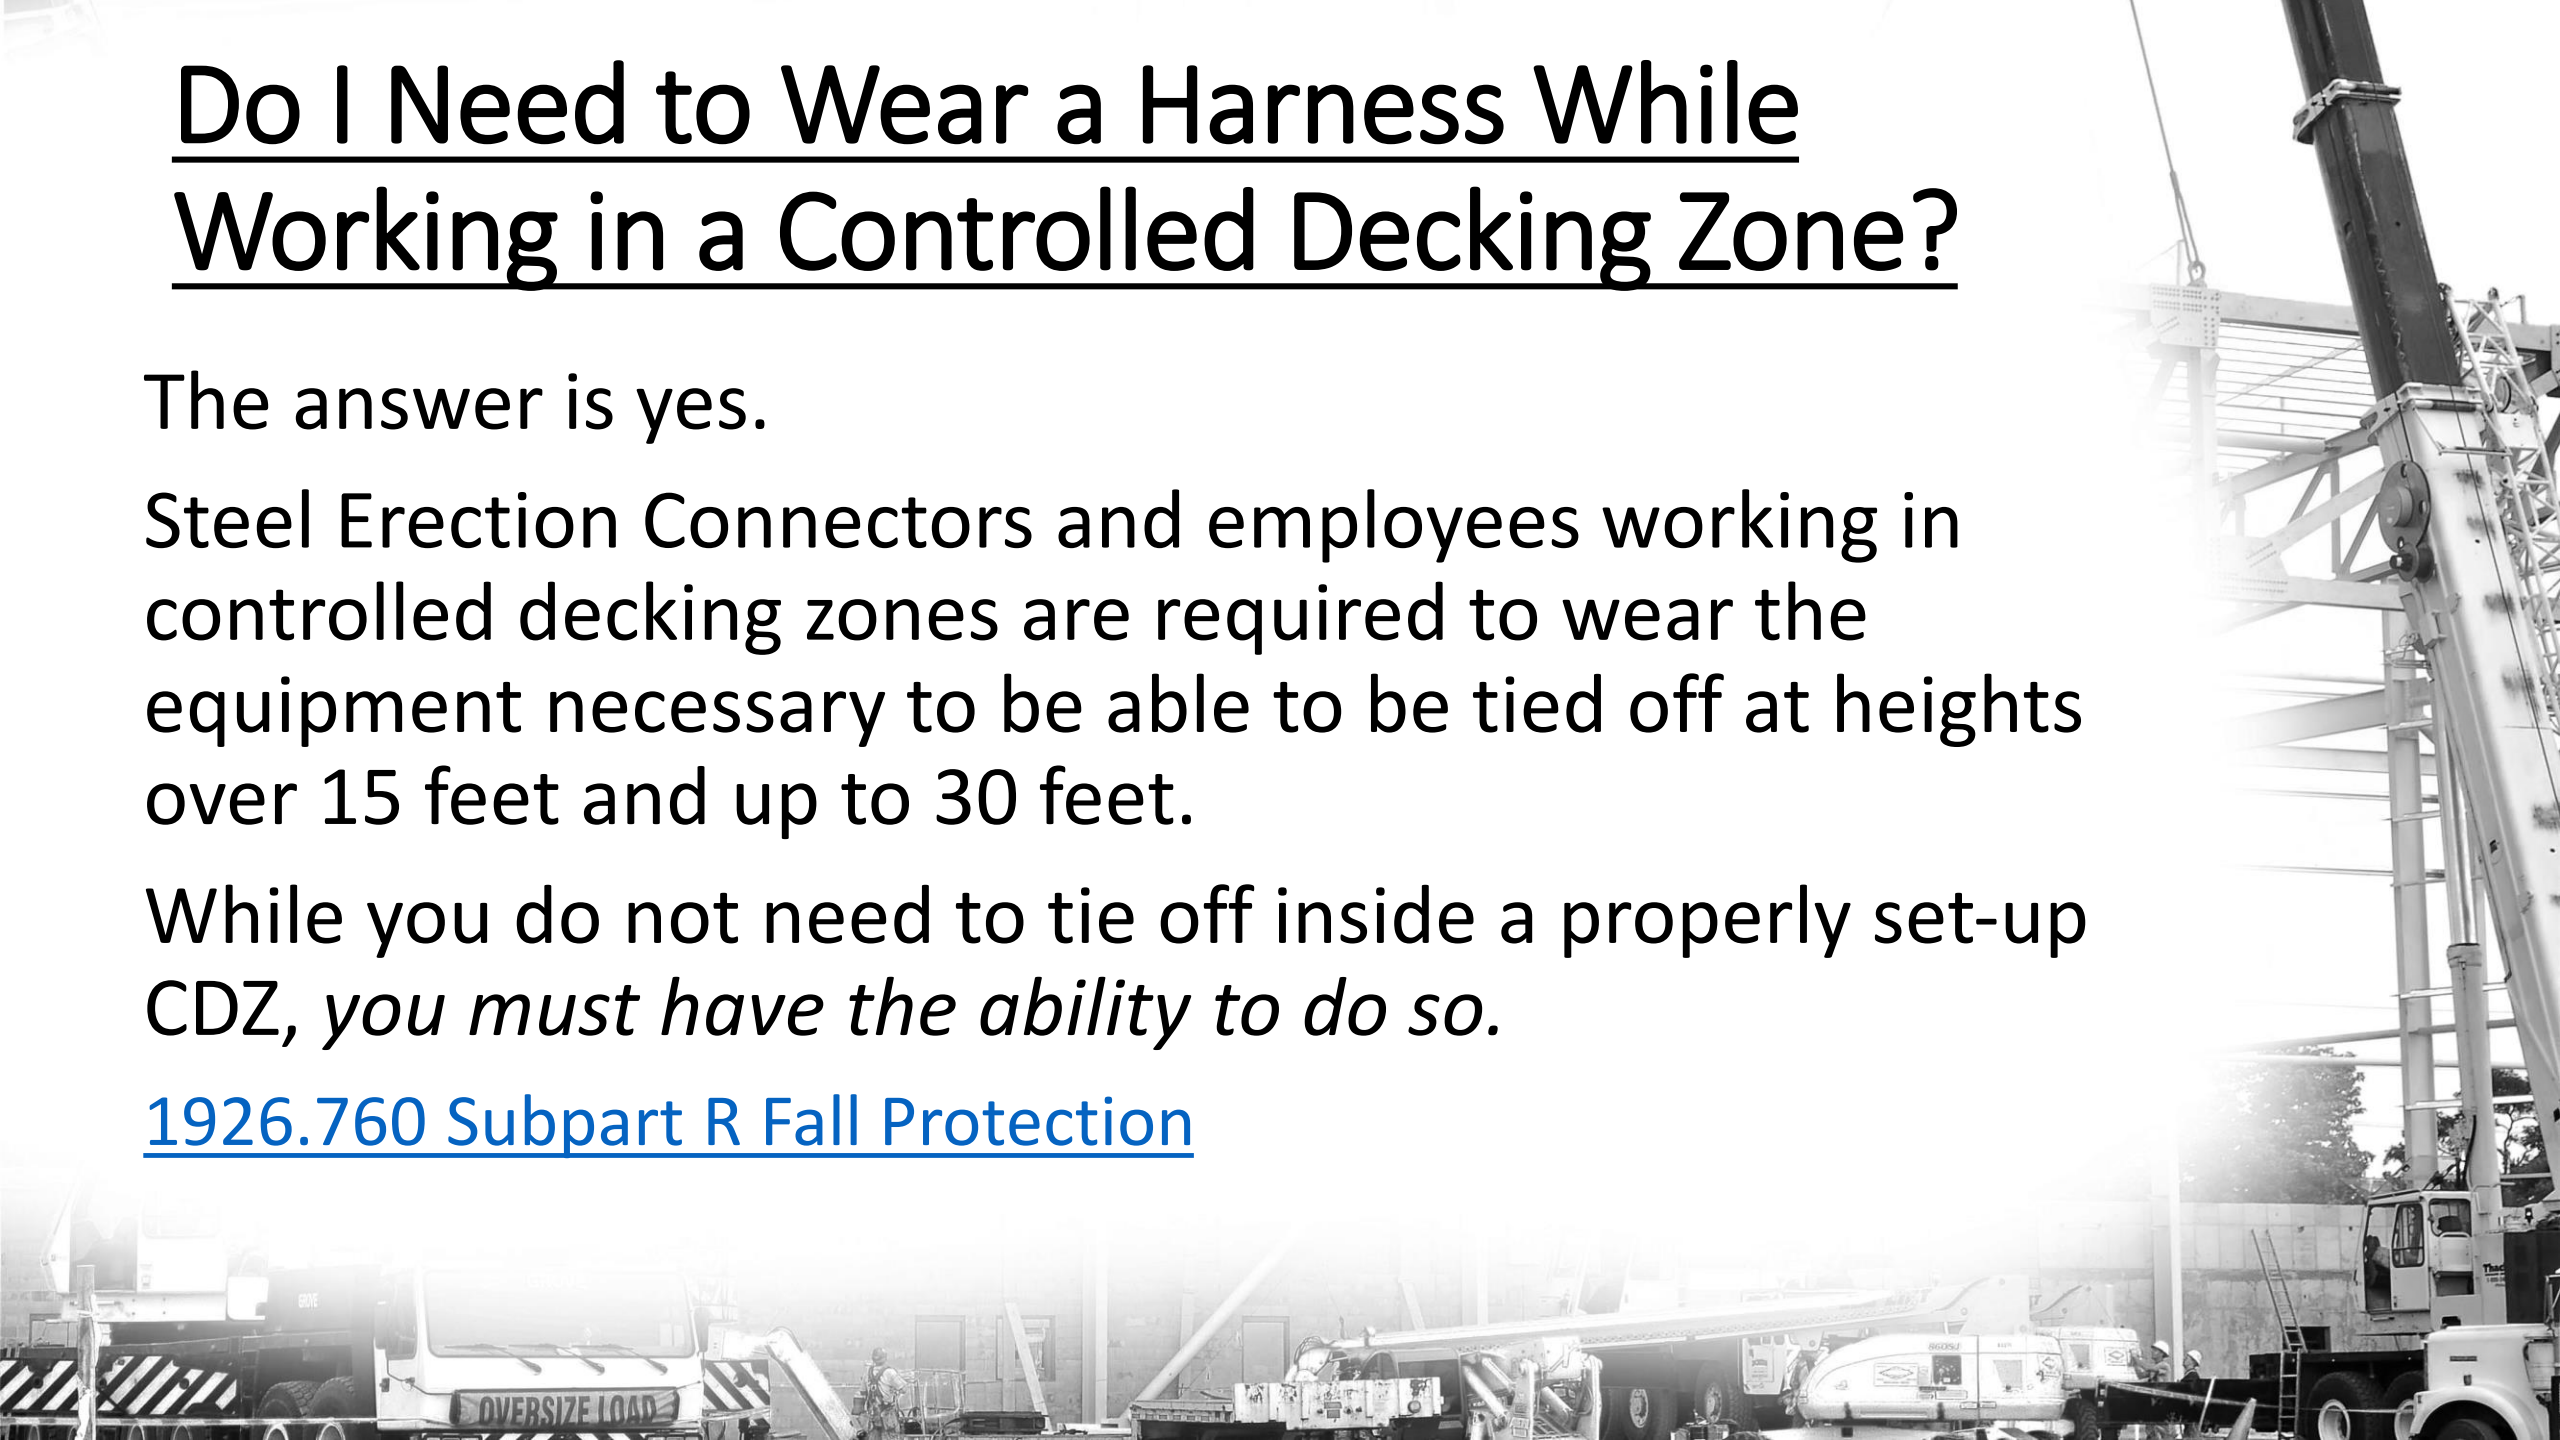 Do I Need to Wear a Harness While
Working in a Controlled Decking Zone?
The answer is yes.
Steel Erection Connectors and employees working in
controlled decking zones are required to wear the
equipment necessary to be able to be tied off at heights
over 15 feet and up to 30 feet.
While you do not need to tie off inside a properly set-up
CDZ, you must have the ability to do so.
1926.760 Subpart R Fall Protection
GROVE
OVERSIZE LOAD